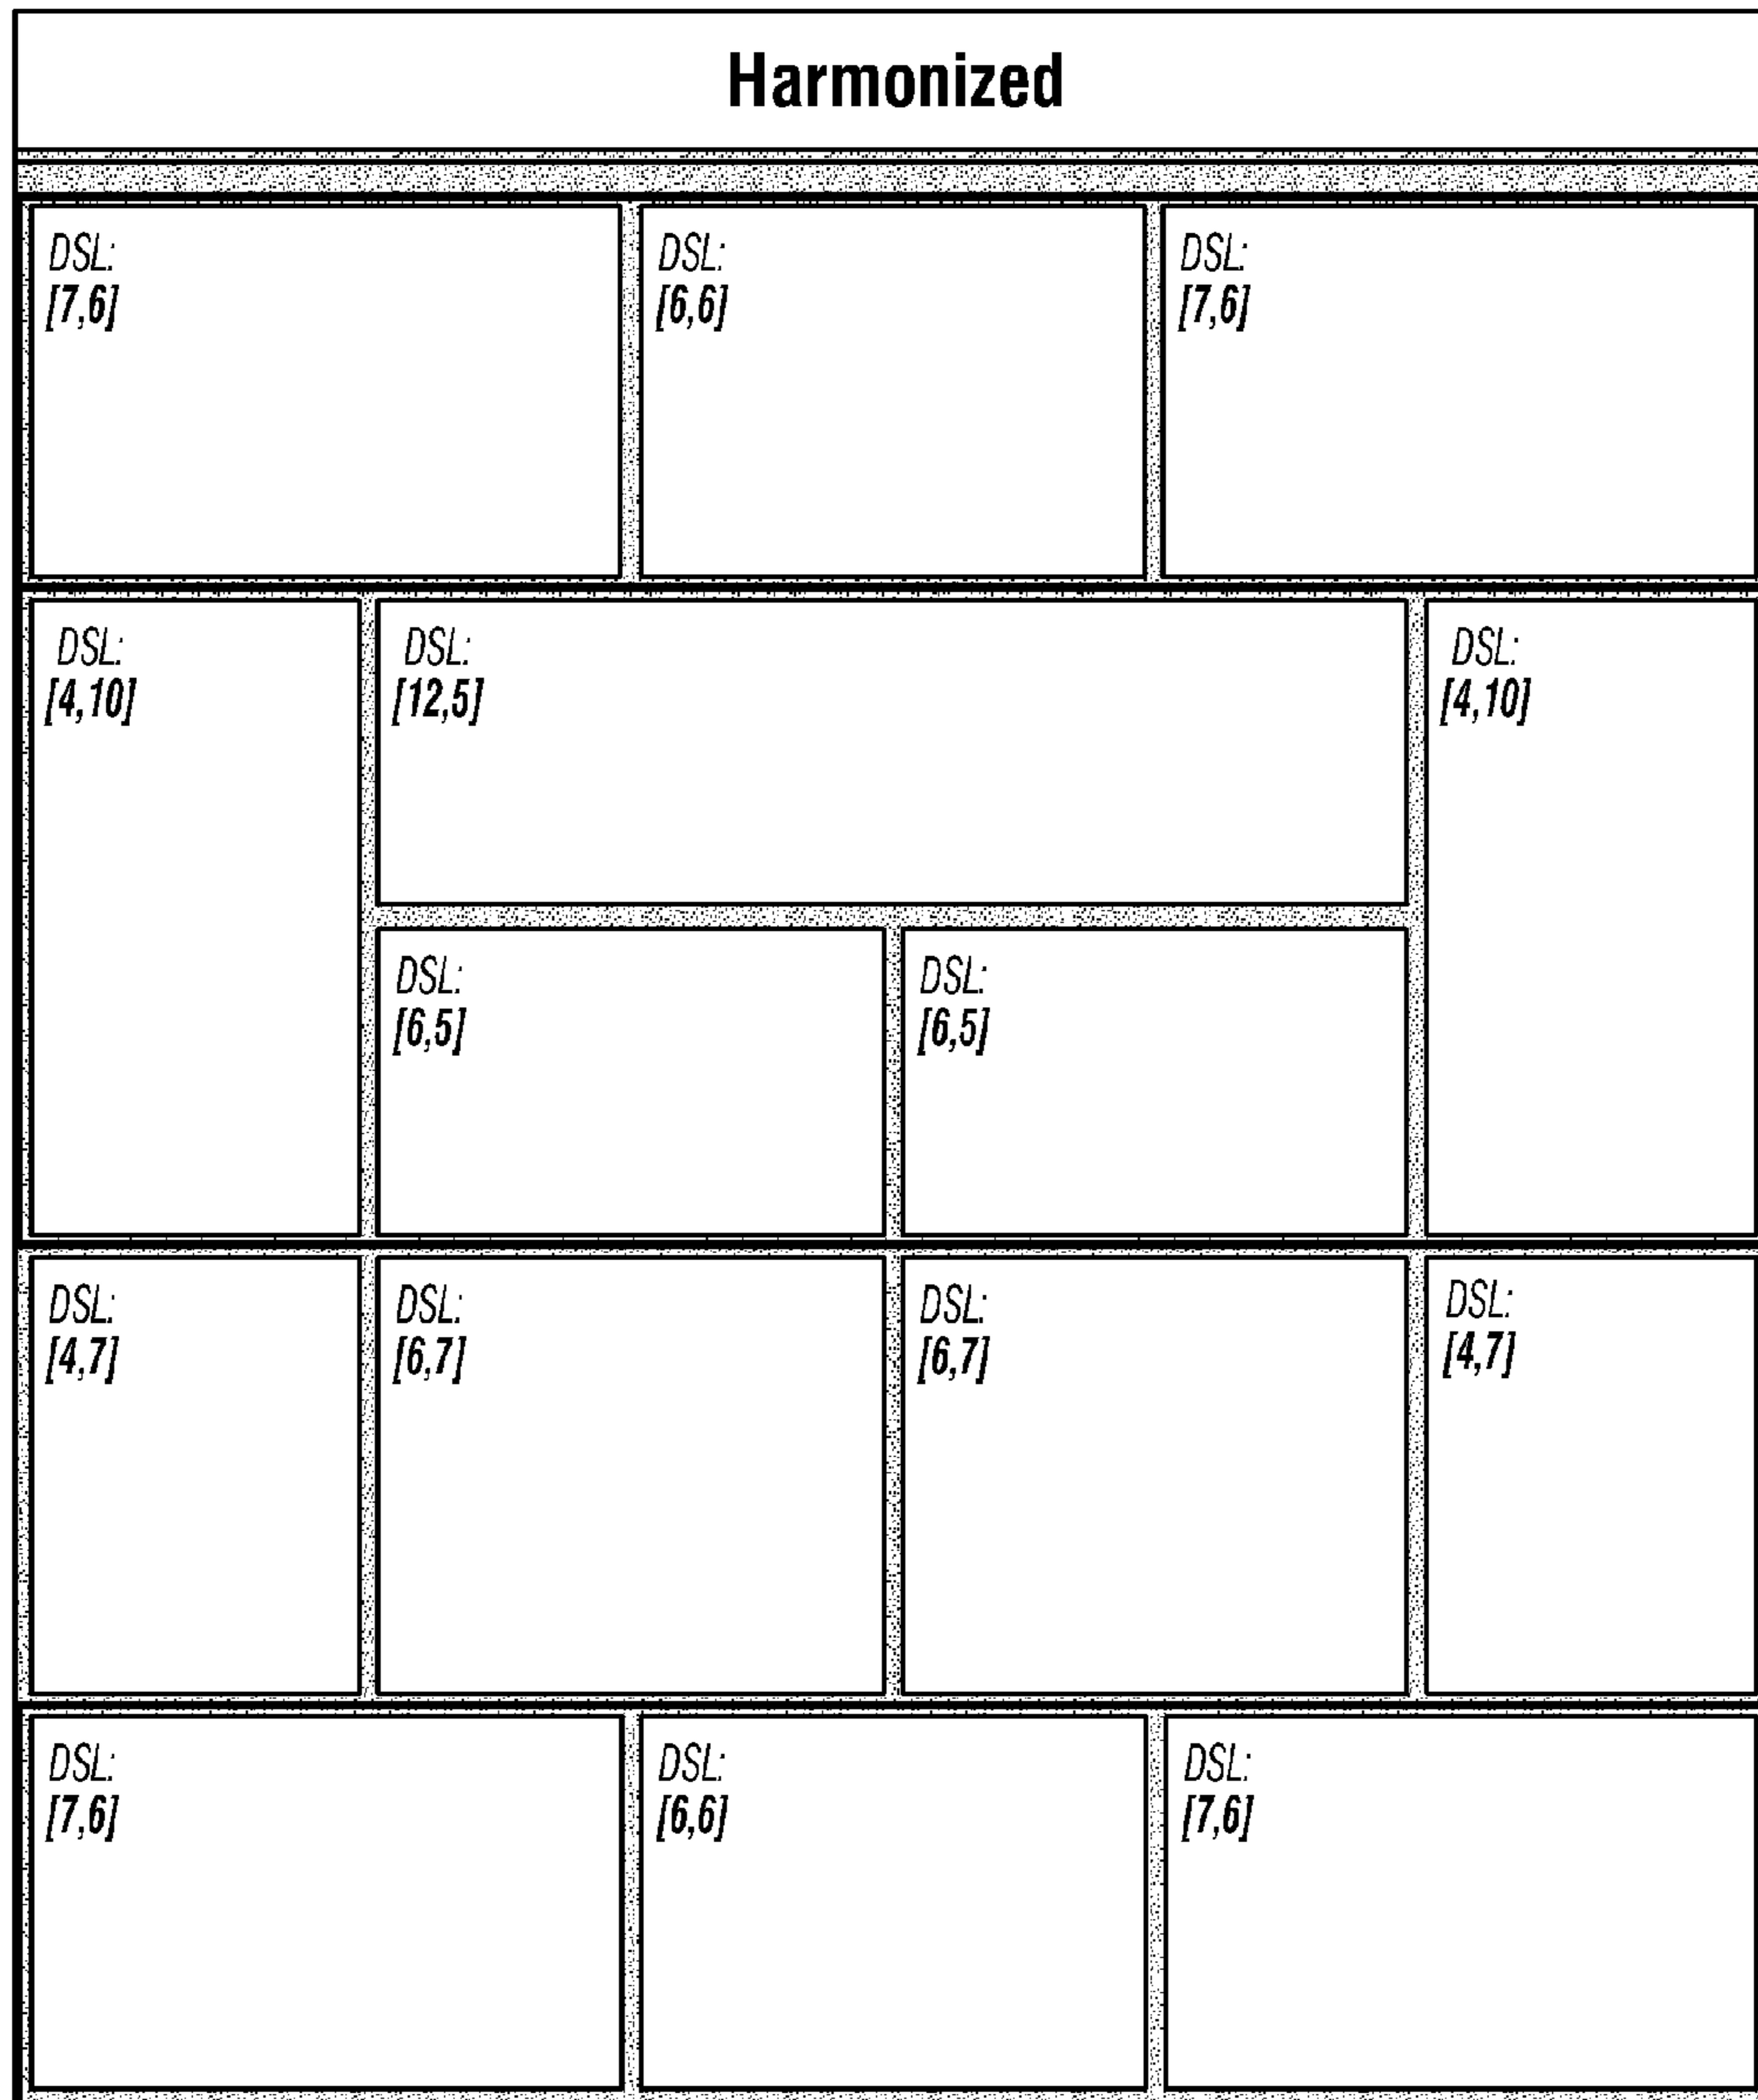 Harmonized
DSL:
[7,6]
DSL:
[6,6]
DSL:
[7,6]
DSL:
[4,10]
DSL:
[12,5]
DSL:
[4,10]
DSL:
[6,5]
DSL:
[6,5]
DSL:
[4,7]
DSL:
[6,7]
DSL:
[6,7]
DSL:
[4,7]
DSL:
[7,6]
DSL:
[6,6]
DSL:
[7,6]